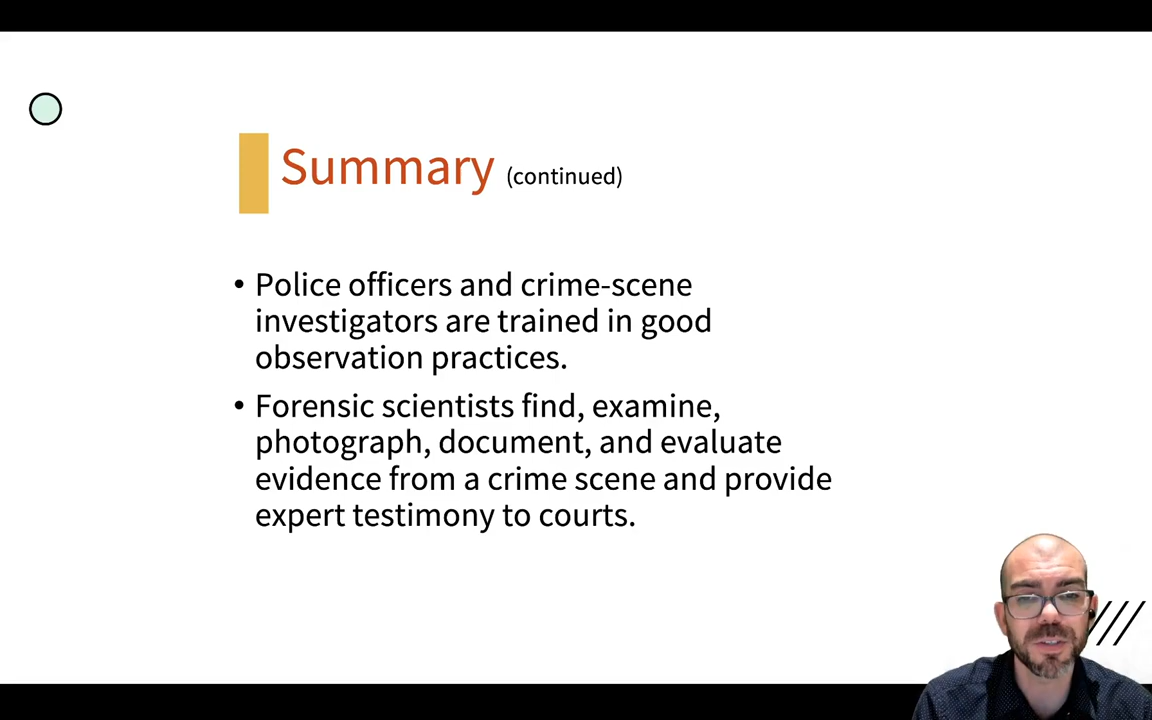 Summary (continued)
• Police officers and crime-scene
investigators are trained in good
observation practices.
• Forensic scientists find, examine,
photograph, document, and evaluate
evidence from a crime scene and provide
expert testimony to courts.